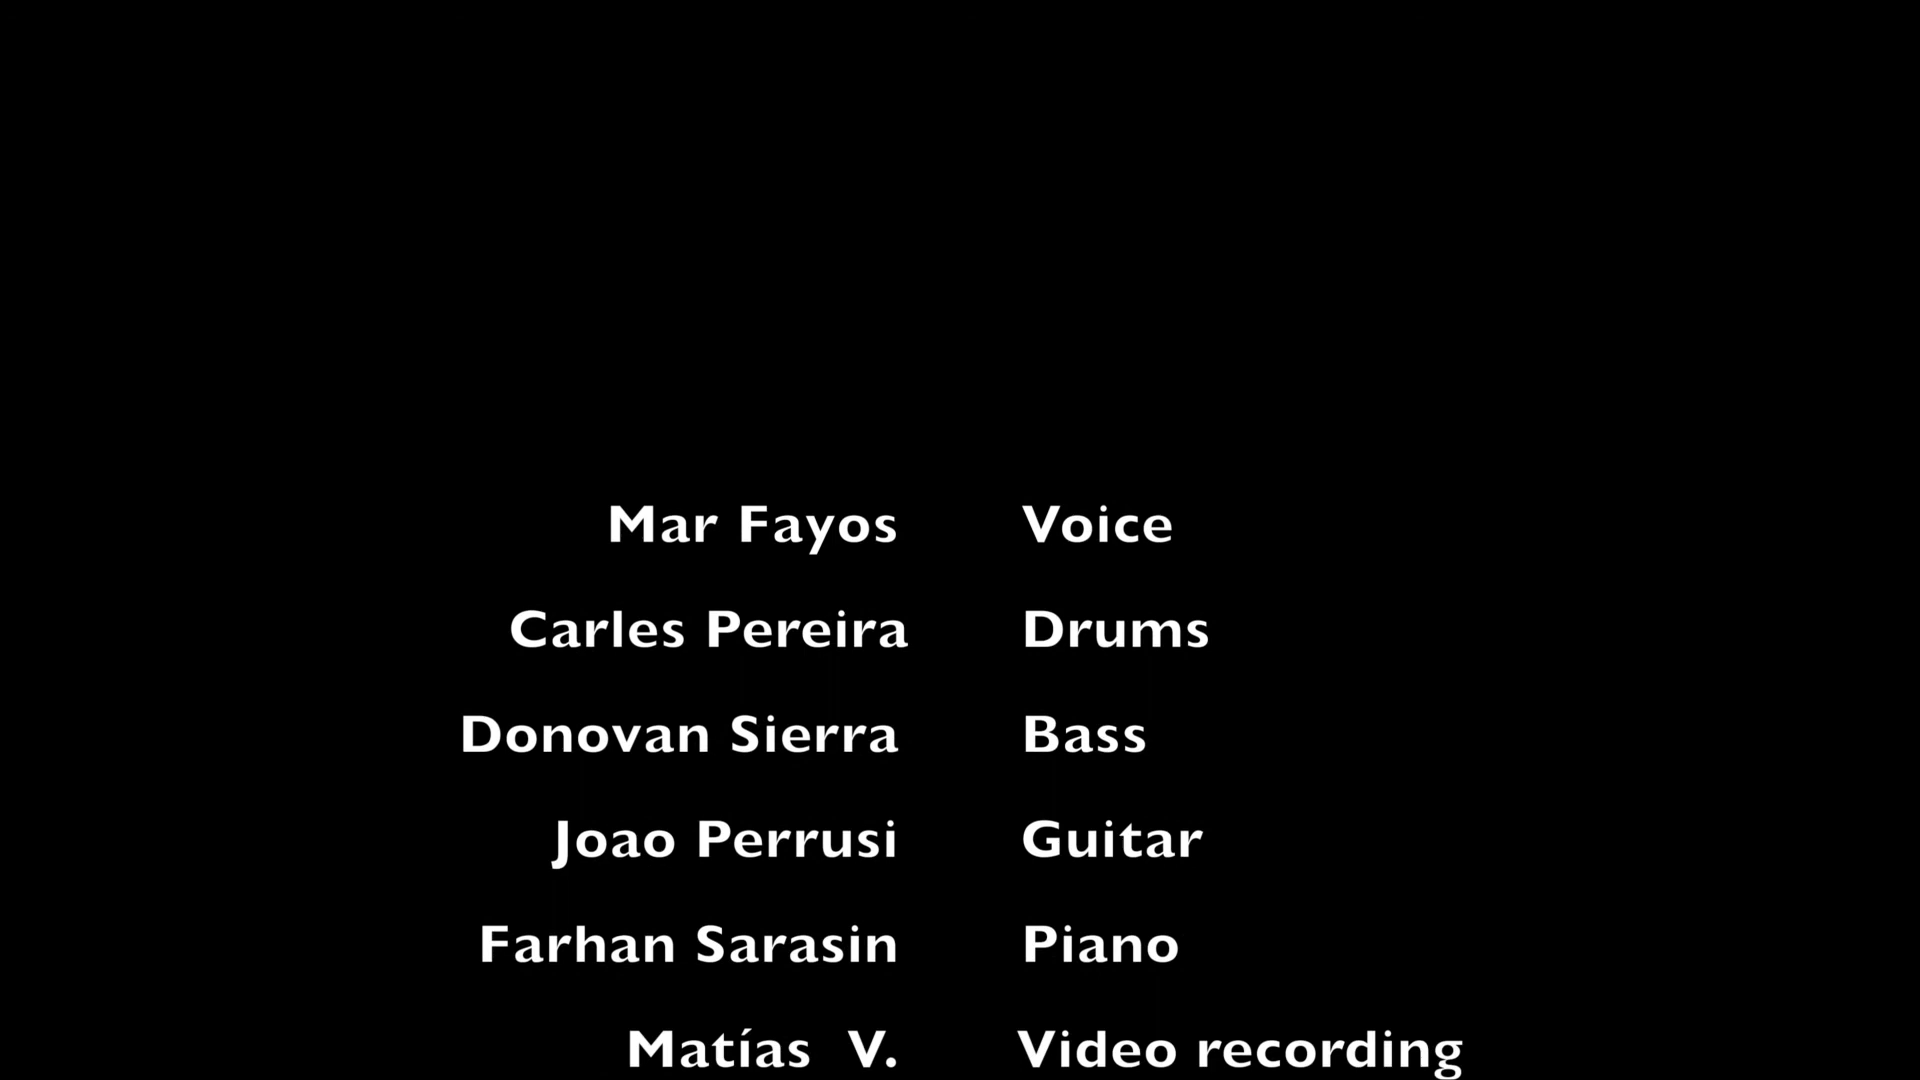 Mar Fayos Voice
Carles Pereira Drums
Donovan Sierra Bass
Joao Perrusi Guitar
Farhan Sarasin Piano
Matías V. Video recording